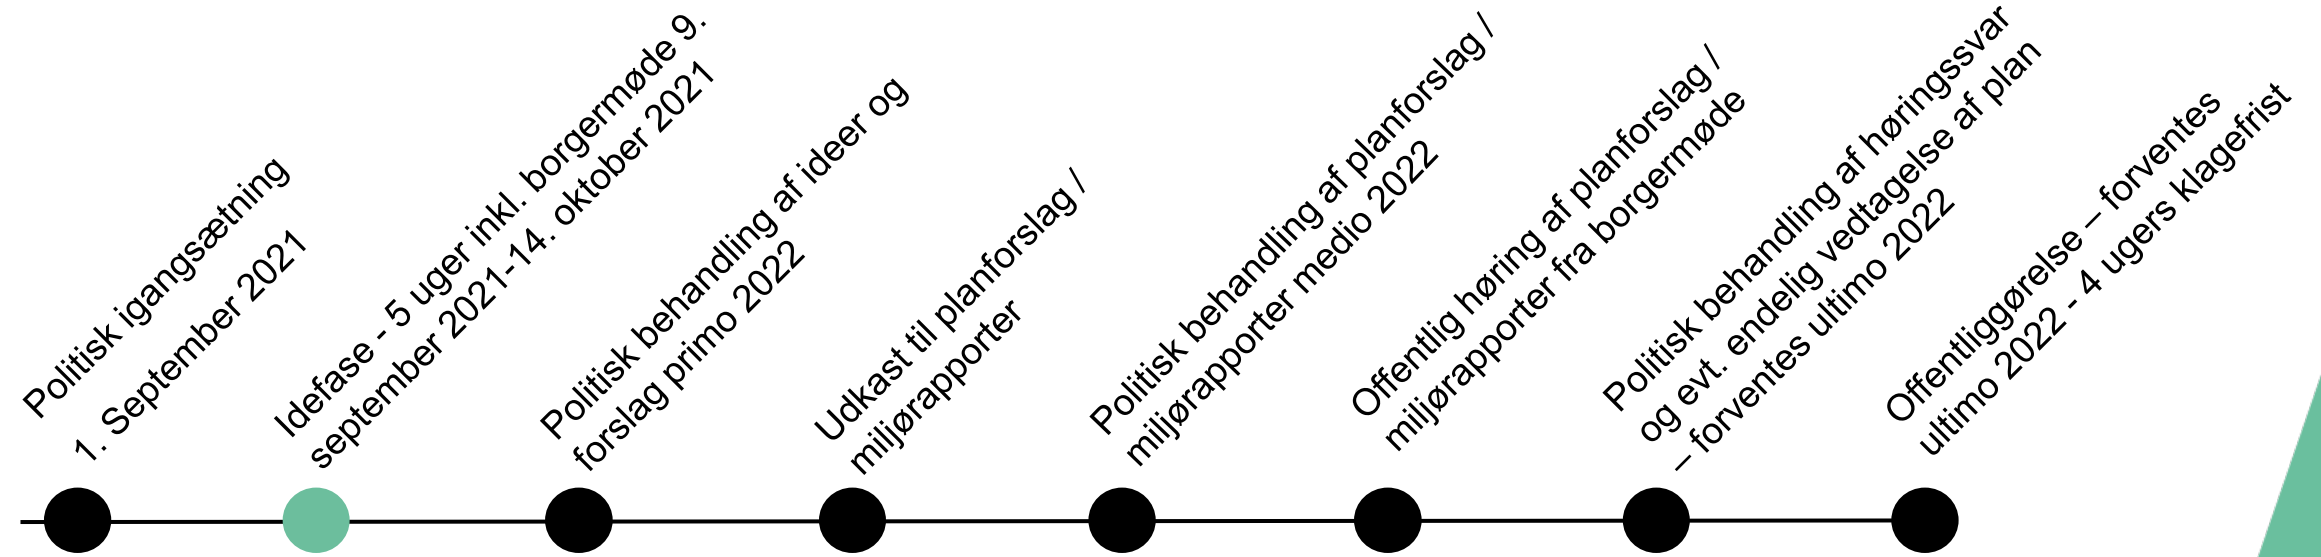 Politisk igangsætning
1. September 2021
Idefase - 5 uger inkl. borgermøde 9.
september 2021-14. oktober 2021
Politisk behandling af ideer og
forslag primo 2022
Udkast til planforslag /
miljørapporter
Politisk behandling af planforslag /
miljørapporter medio 2022
Offentlig høring af planforslag /
miljørapporter fra borgermøde
Politisk behandling af høringssvar
og evt. endelig vedtagelse af plan
– forventes ultimo 2022
Offentliggørelse – forventes
ultimo 2022 - 4 ugers klagefrist